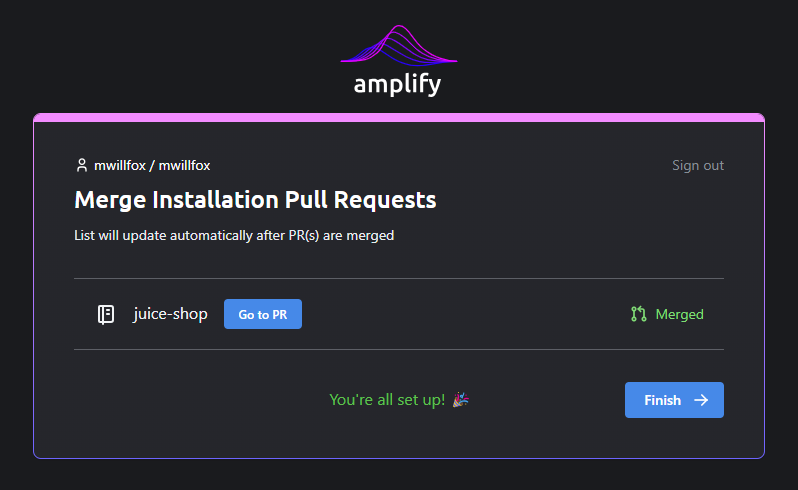 amplify
mwillfox / mwillfox
Sign out
Merge Installation Pull Requests
List will update automatically after PR(s) are merged
juice-shop
Go to PR
Merged
You're all set up! 🎉
Finish →